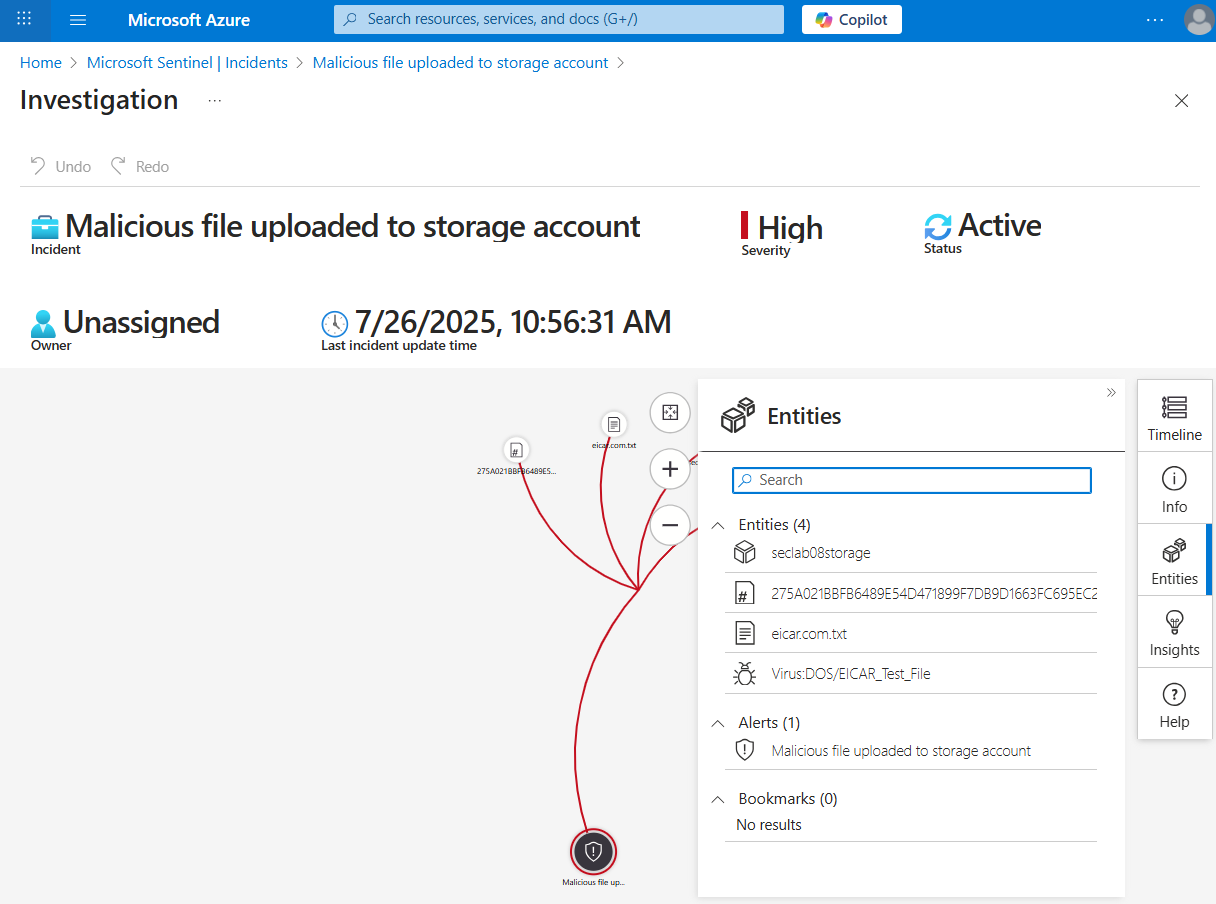 Microsoft Azure
Search resources, services, and docs (G+/)
Copilot
Home > Microsoft Sentinel | Incidents > Malicious file uploaded to storage account >
Investigation ...
Undo Redo
Malicious file uploaded to storage account
Incident
High
Severity
Active
Status
Unassigned
Owner
7/26/2025, 10:56:31 AM
Last incident update time
eicar.com.txt
275A021BBFB6489E5...
Malicious file up...
Entities
Search
Entities (4)
seclab08storage
275A021BBFB6489E54D471899F7DB9D1663FC695EC2
eicar.com.txt
Virus:DOS/EICAR_Test_File
Alerts (1)
Malicious file uploaded to storage account
Bookmarks (0)
No results
Timeline
Info
Entities
Insights
Help